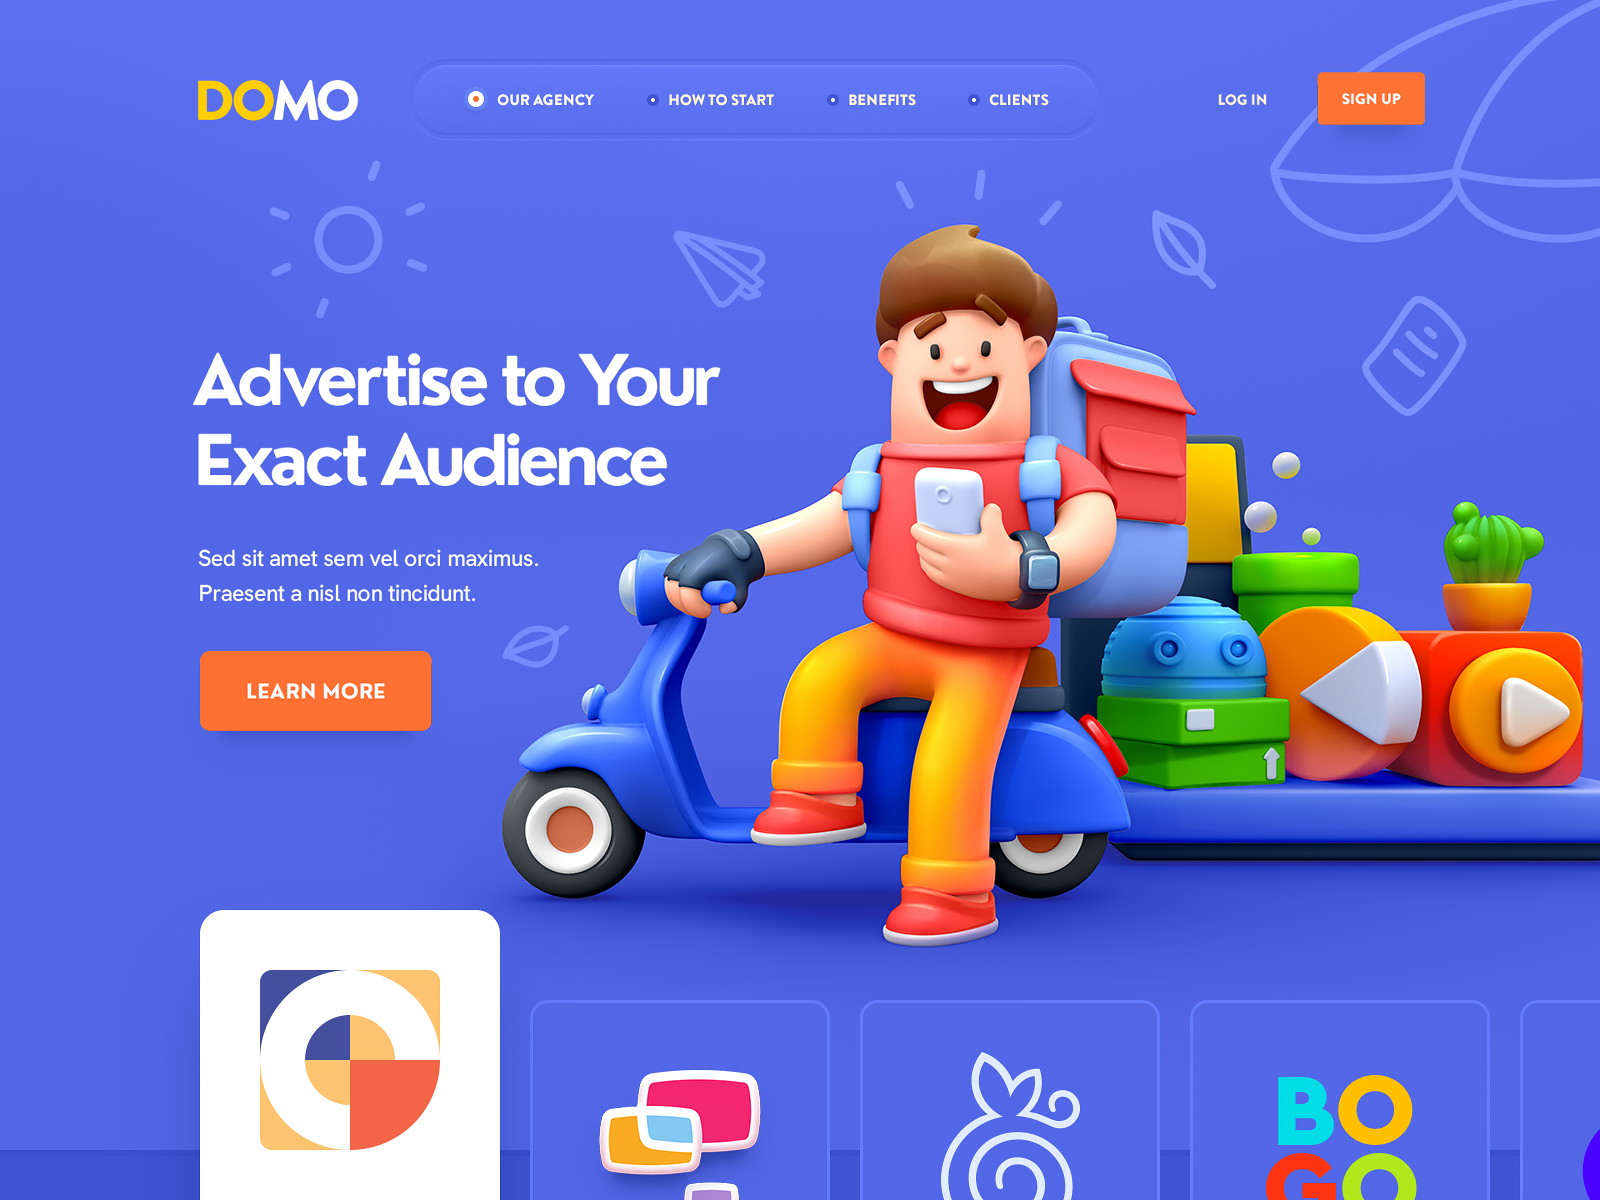 DOMO
OUR AGENCY
HOW TO START
BENEFITS
CLIENTS
LOG IN
SIGN UP
Advertise to Your
Exact Audience
Sed sit amet sem vel orci maximus.
Praesent a nisl non tincidunt.
LEARN MORE
BO
GO